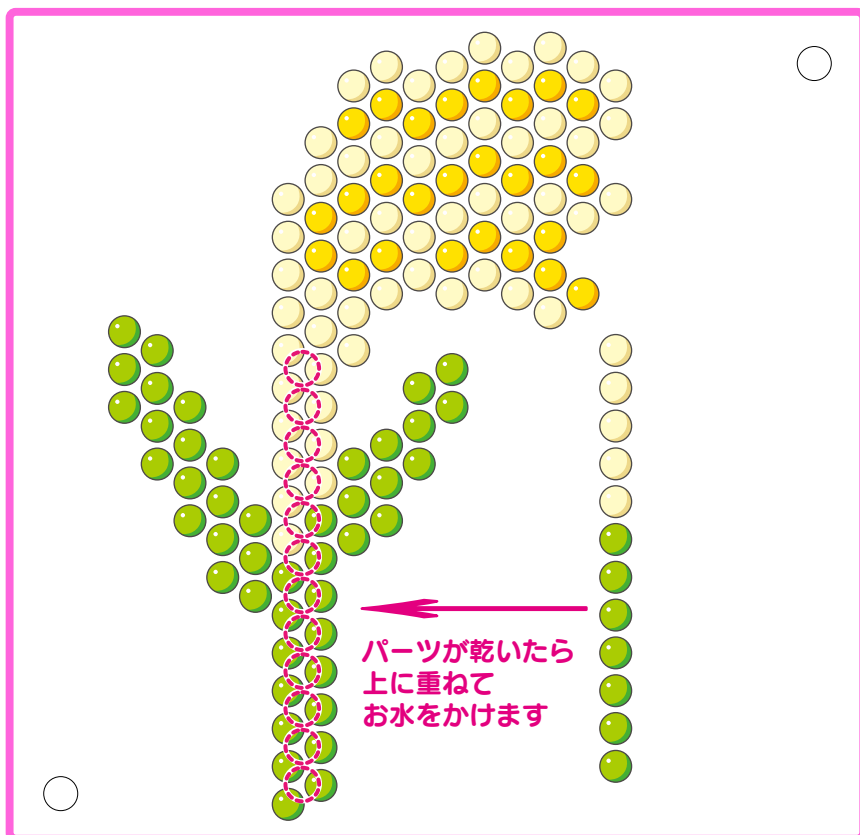 パーツが乾いたら
上に重ねて
お水をかけます